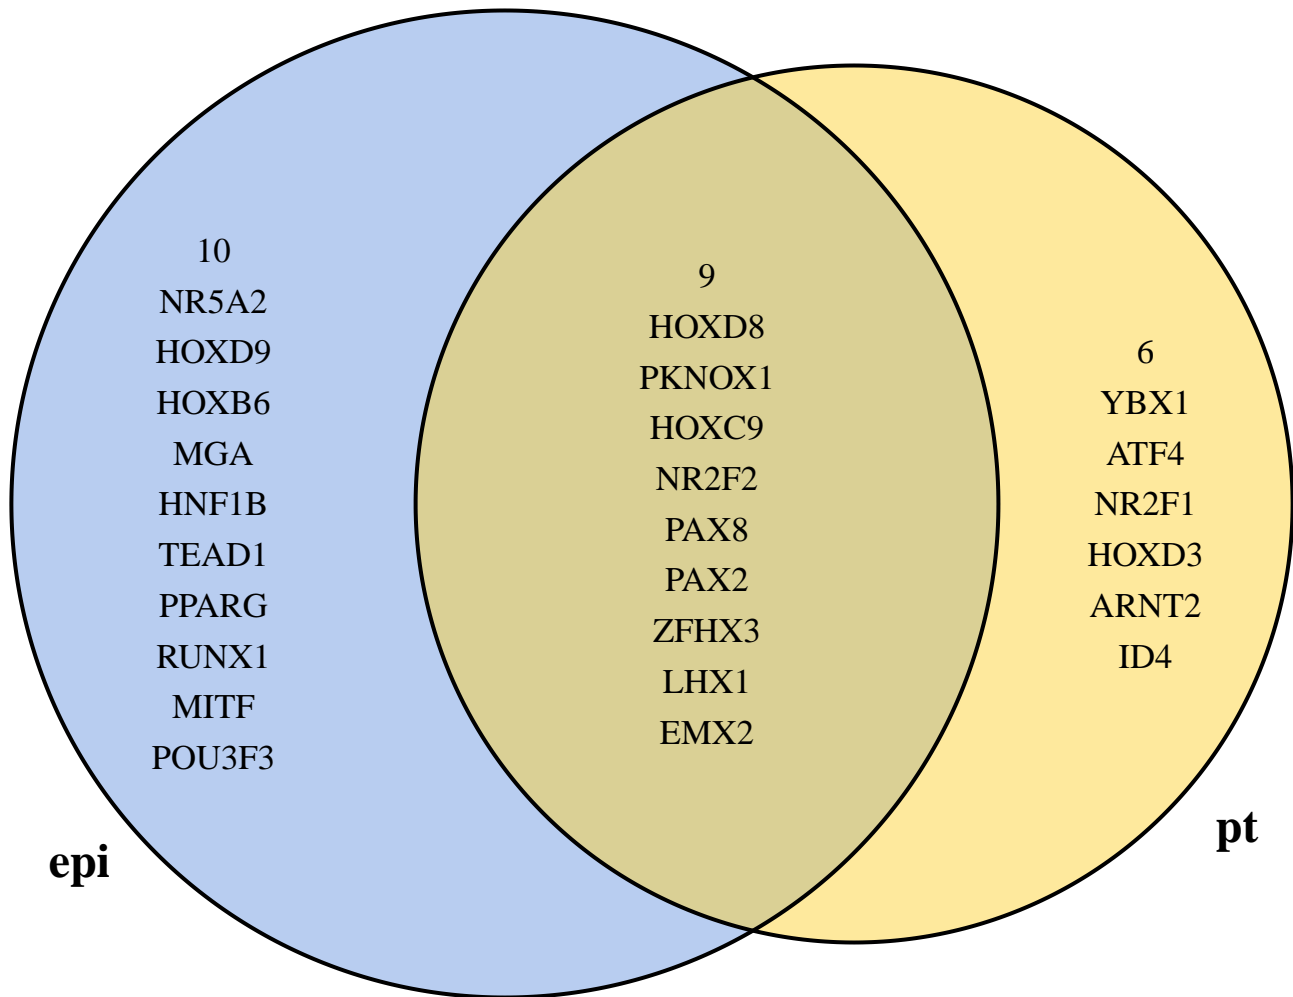 10
NR5A2
HOXD9
HOXB6
MGA
HNF1B
TEAD1
PPARG
RUNX1
MITF
POU3F3
epi
9
HOXD8
PKNOX1
HOXC9
NR2F2
PAX8
PAX2
ZFHX3
LHX1
EMX2
6
YBX1
ATF4
NR2F1
HOXD3
ARNT2
ID4
pt